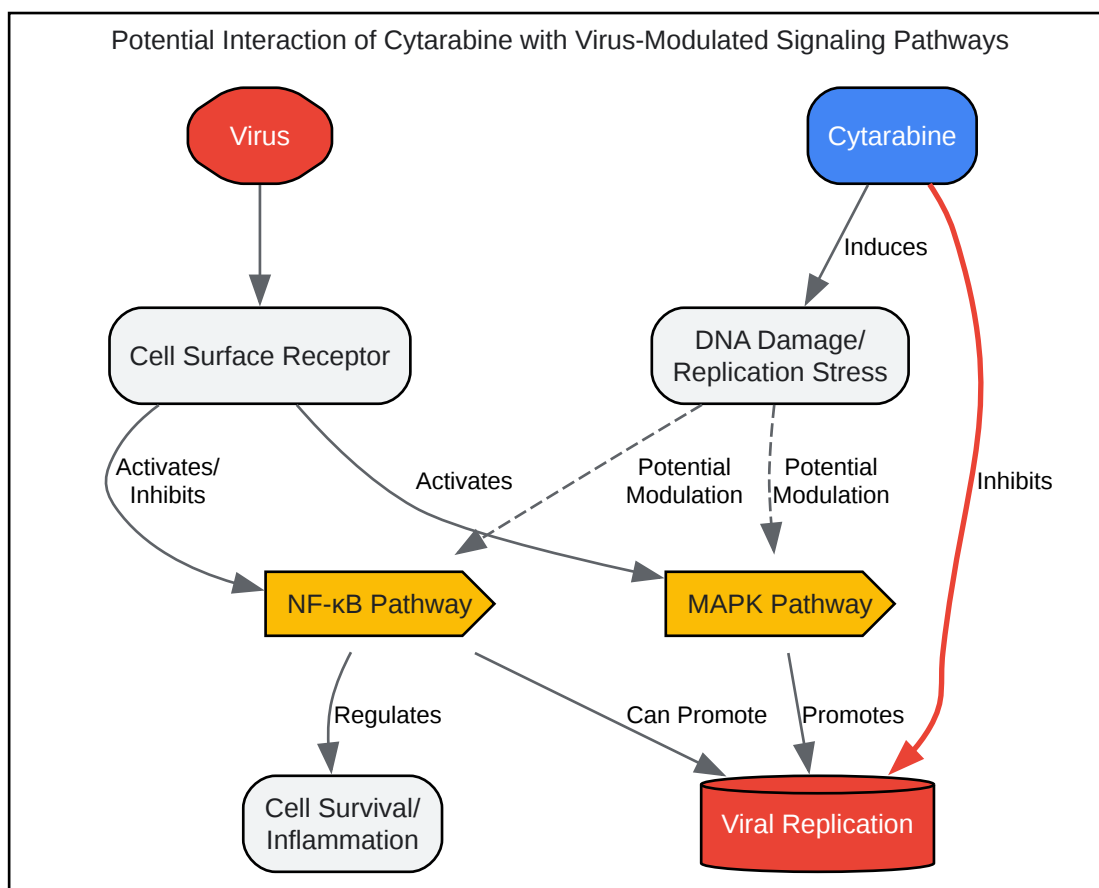 Potential Interaction of Cytarabine with Virus-Modulated Signaling Pathways
Virus
Cytarabine
Induces
Cell Surface Receptor
DNA Damage/
Replication Stress
Activates/
Inhibits
Activates
Potential
Modulation
Potential
Modulation
Inhibits
NF-κB Pathway
MAPK Pathway
Regulates
Can Promote
Promotes
Cell Survival/
Inflammation
Viral Replication